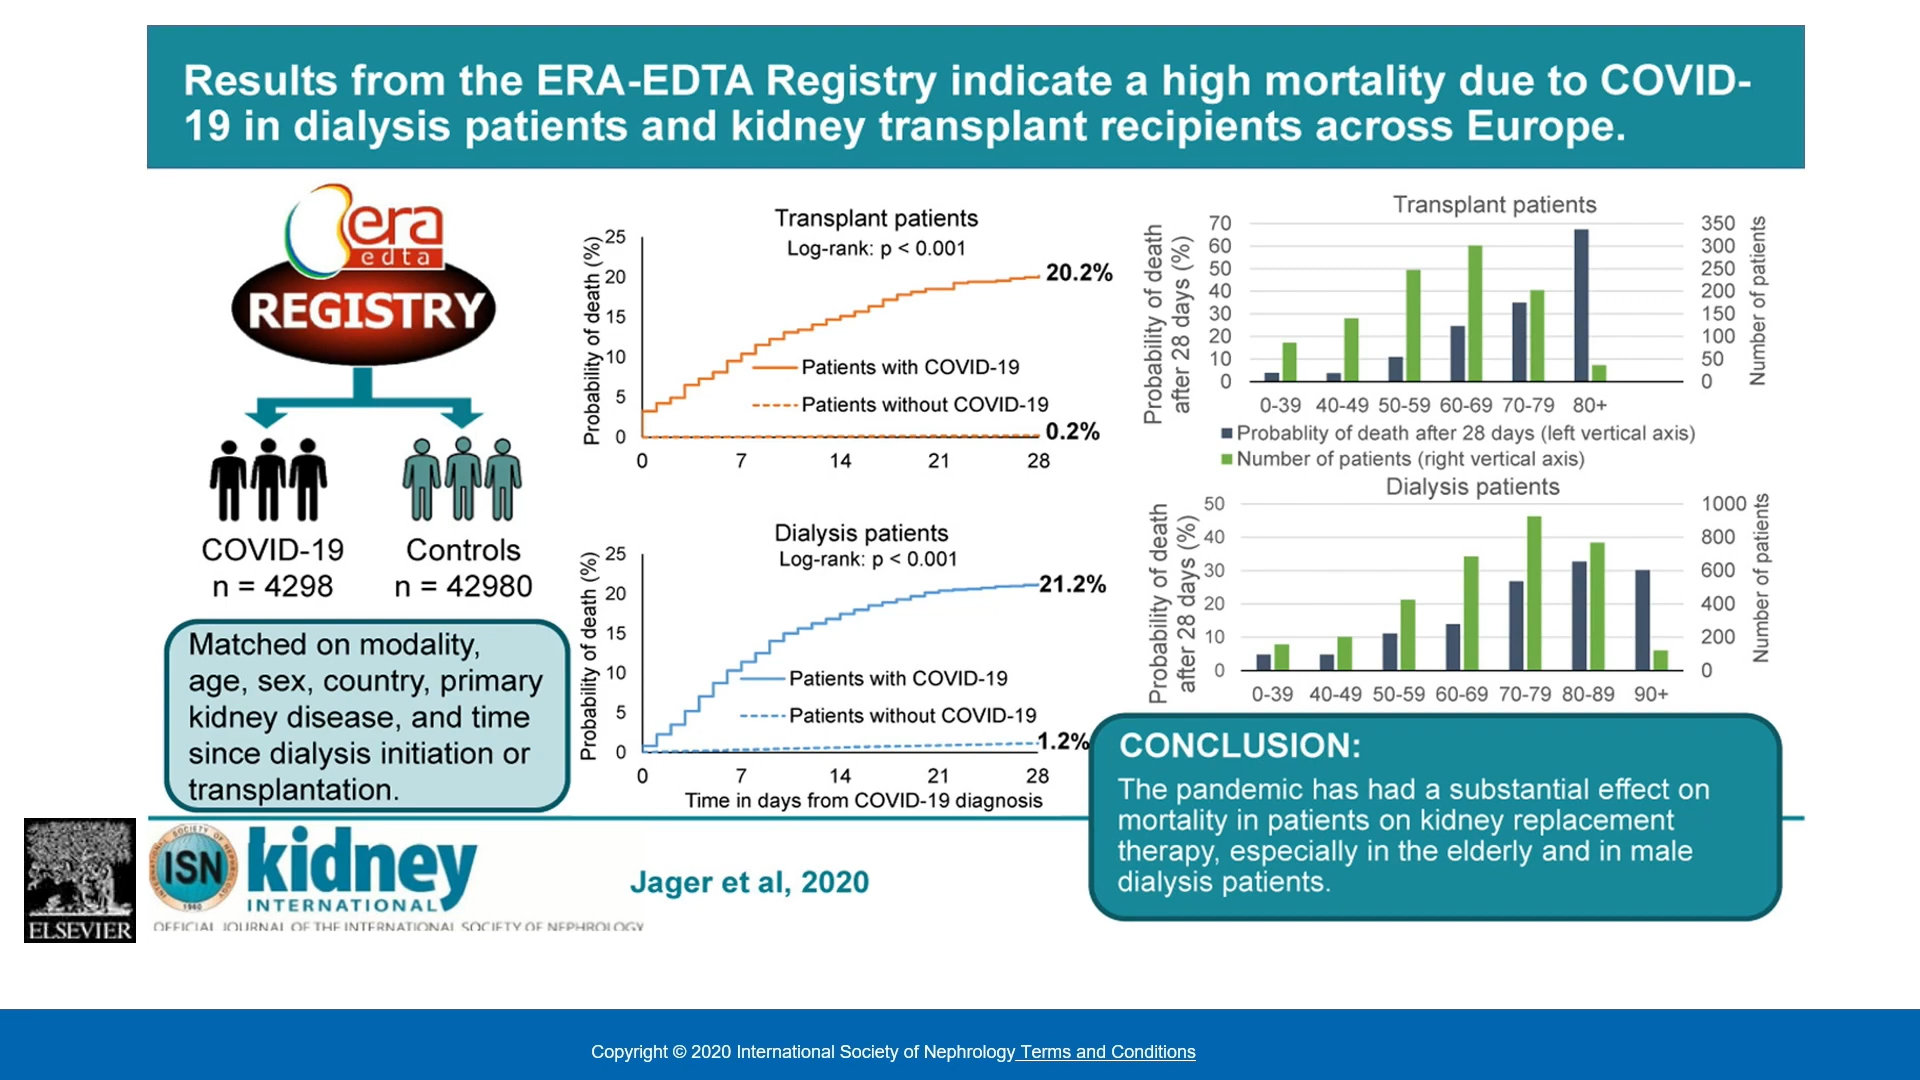 Results from the ERA-EDTA Registry indicate a high mortality due to COVID-
19 in dialysis patients and kidney transplant recipients across Europe.
era
edta
REGISTRY
COVID-19
n = 4298
Controls
n = 42980
Matched on modality,
age, sex, country, primary
kidney disease, and time
since dialysis initiation or
transplantation.
Transplant patients
Log-rank: p < 0.001
Probability of death (%)
25
20
15
10
5
0
20.2%
Patients with COVID-19
Patients without COVID-19
0.2%
0 7 14 21 28
Dialysis patients
Log-rank: p < 0.001
Probability of death (%)
25
20
15
10
5
0
21.2%
Patients with COVID-19
Patients without COVID-19
1.2%
0 7 14 21 28
Time in days from COVID-19 diagnosis
Transplant patients
Probability of death
after 28 days (%)
70
60
50
40
30
20
10
0
350
300
250
200
150
100
50
0
Number of patients
0-39 40-49 50-59 60-69 70-79 80+
Probablity of death after 28 days (left vertical axis)
Number of patients (right vertical axis)
Dialysis patients
Probability of death
after 28 days (%)
50
40
30
20
10
0
1000
800
600
400
200
0
Number of patients
0-39 40-49 50-59 60-69 70-79 80-89 90+
CONCLUSION:
The pandemic has had a substantial effect on
mortality in patients on kidney replacement
therapy, especially in the elderly and in male
dialysis patients.
ELSEVIER
INTERNATIONAL SOCIETY OF NEPHROLOGY
ISN
1960
kidney
INTERNATIONAL
OFFICIAL JOURNAL OF THE INTERNATIONAL SOCIETY OF NEPHROLOGY
Jager et al, 2020
Copyright © 2020 International Society of Nephrology Terms and Conditions